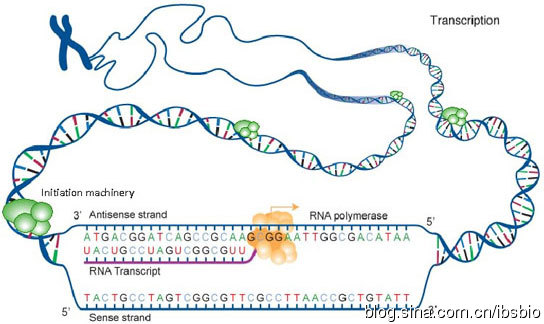 Transcription
Initiation machinery
3' Antisense strand RNA polymerase 5'
ATGACGGATCAGCCGCAAGCGGAATTGGCGACATAA
UACUGCCUAGUCGGCGUU
RNA Transcript
TACTGCCTAGTCGGCGTTCGCCTTAACCGCTGTATT
5' Sense strand 3'
blog.sina.com.cn/ibsbio